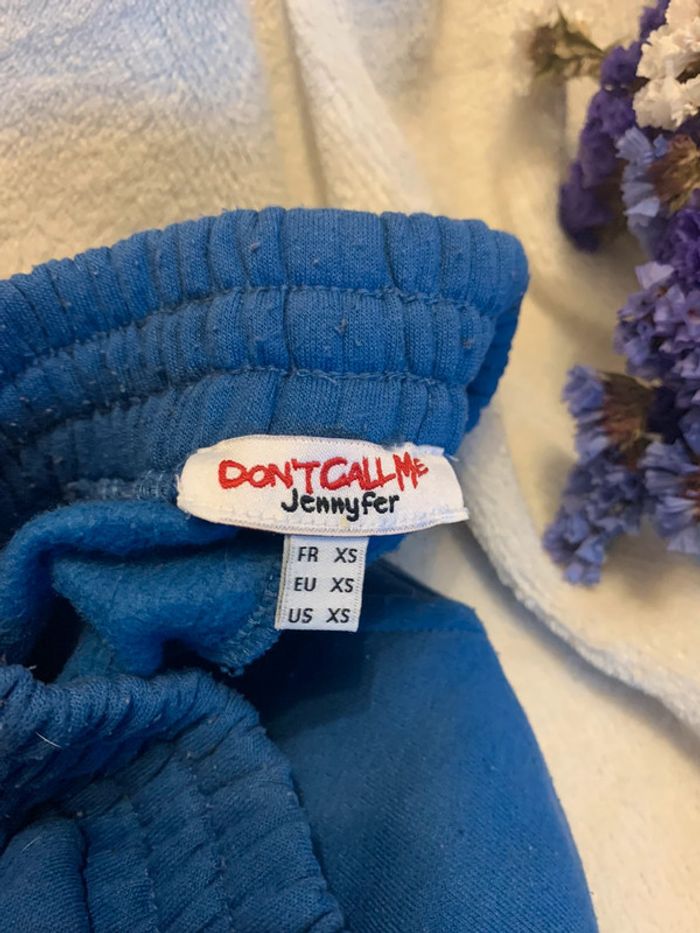 DON'T CALL ME
Jennyfer
FR XS
EU XS
US XS